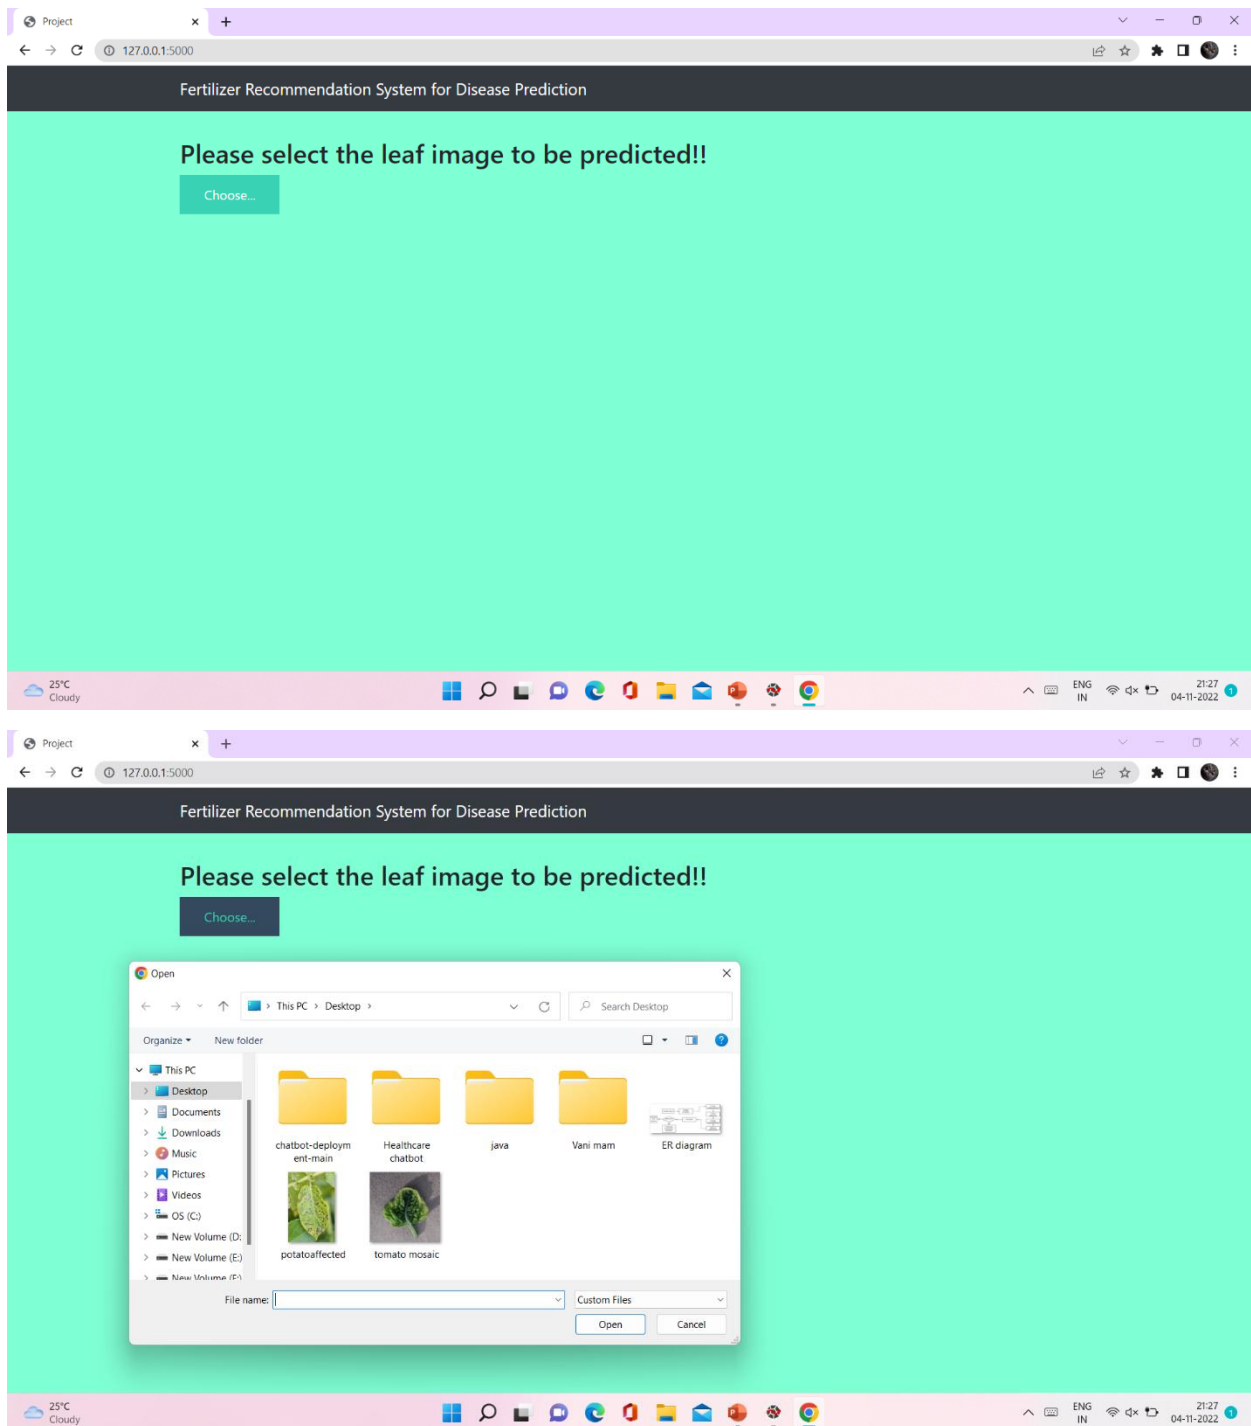 Project
127.0.0.1:5000
Fertilizer Recommendation System for Disease Prediction
Please select the leaf image to be predicted!!
Choose...
25°C
Cloudy
ENG
IN
21:27
04-11-2022
1
Project
127.0.0.1:5000
Fertilizer Recommendation System for Disease Prediction
Please select the leaf image to be predicted!!
Choose...
Open
This PC > Desktop >
Search Desktop
Organize
New folder
This PC
Desktop
Documents
Downloads
Music
Pictures
Videos
OS (C:)
New Volume (D:
New Volume (E:)
New Volume (F:)
chatbot-deploym
ent-main
Healthcare
chatbot
java
Vani mam
ER diagram
potatoaffected
tomato mosaic
File name:
Custom Files
Open
Cancel
25°C
Cloudy
ENG
IN
21:27
04-11-2022
1